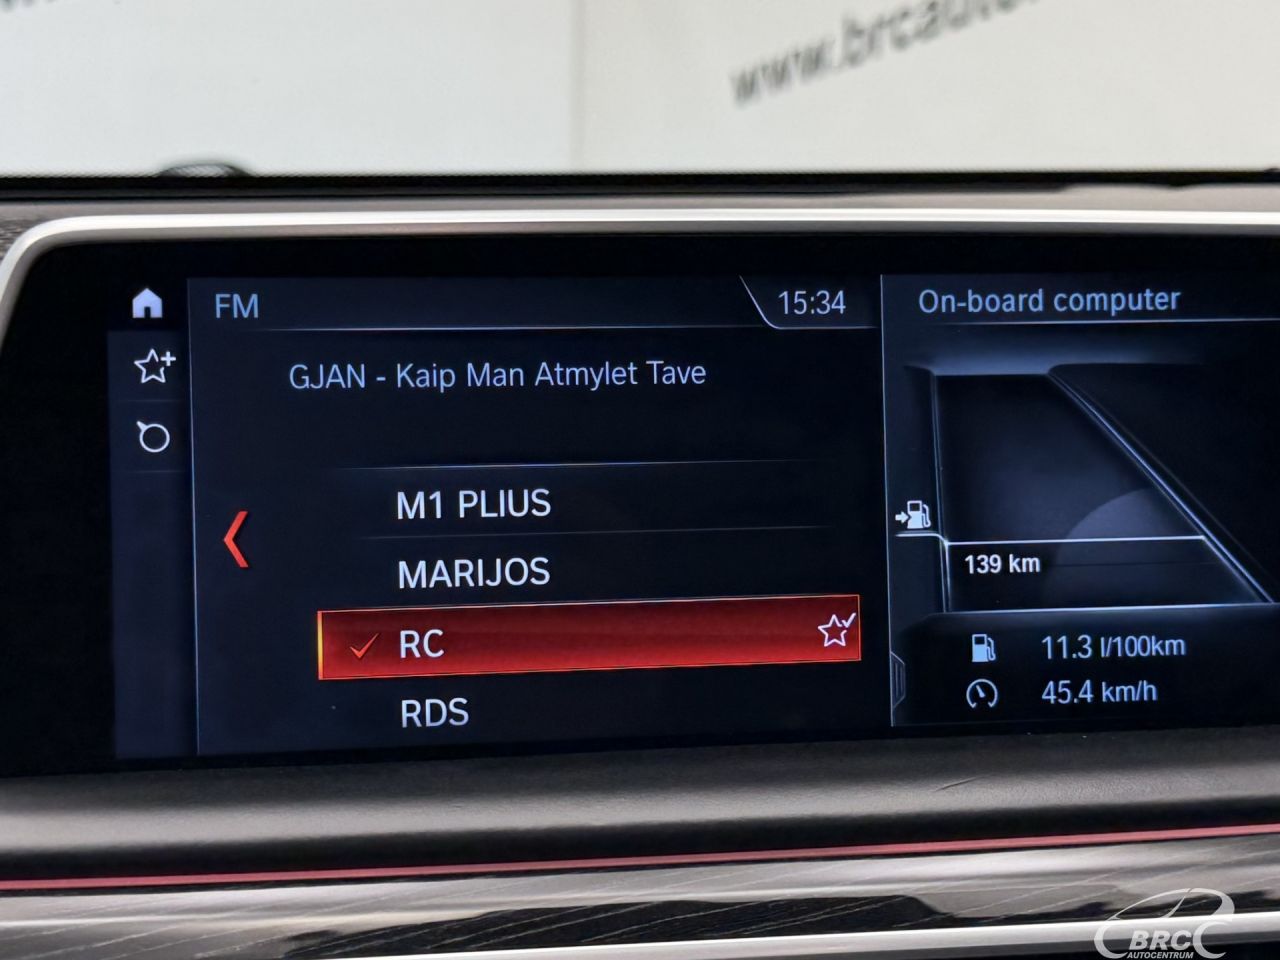 www.brcauto
FM
15:34
On-board computer
GJAN - Kaip Man Atmylet Tave
M1 PLIUS
MARIJOS
139 km
RC
RDS
11.3 l/100km
45.4 km/h
BRC
AUTOCENTRUM